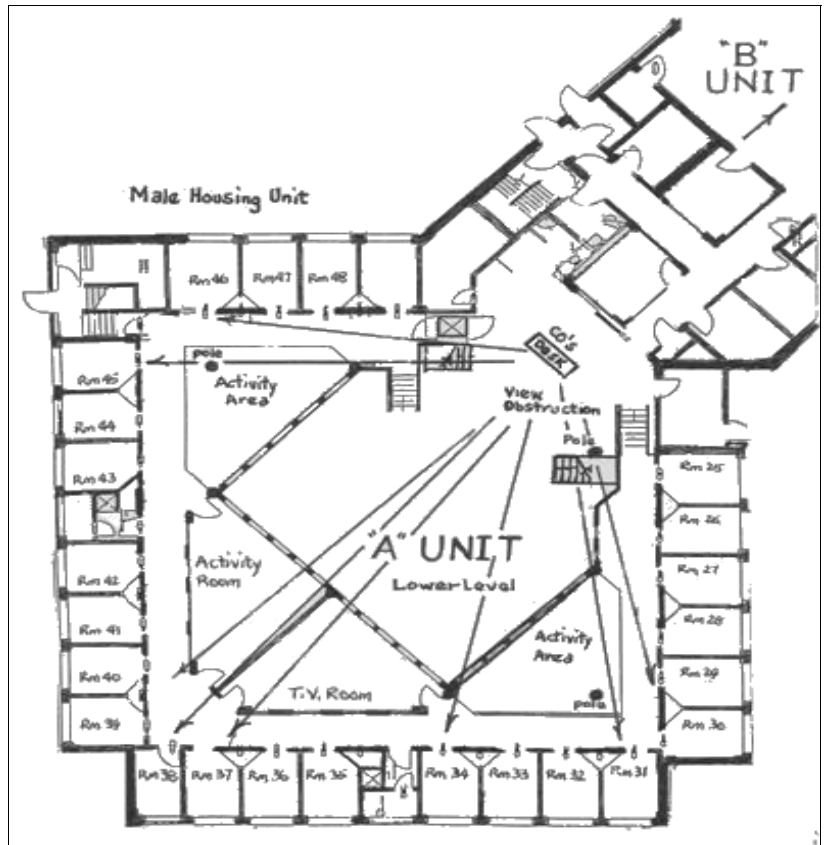 "B"
UNIT
Male Housing Unit
Rm 46
Rm 47
Rm 48
CO's
Desk
pole
Activity
Area
View
Obstruction
Pole
Rm 45
Rm 44
Rm 43
Rm 42
Rm 41
Rm 40
Rm 39
Rm 25
Rm 26
Rm 27
Rm 28
Rm 29
Rm 30
"A" UNIT
Lower Level
Activity
Room
Activity
Area
pole
T.V. Room
Rm 38
Rm 37
Rm 36
Rm 35
Rm 34
Rm 33
Rm 32
Rm 31